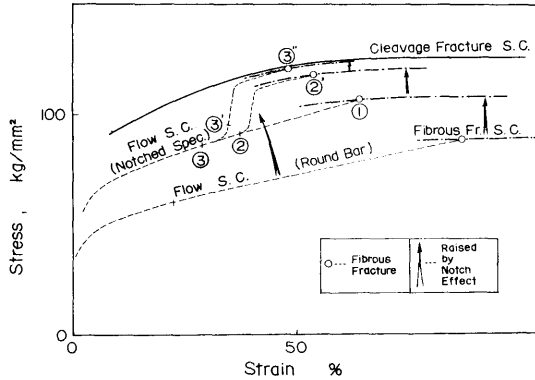 Cleavage Fracture S.C.
③"
②'
①
③'
Flow S.C.
(Notched Spec.)
③
②
Fibrous Fr. S.C.
(Round Bar)
Flow S.C.
100
0
Stress, kg/mm²
0
50
Strain %
Fibrous
Fracture
Raised
by
Notch
Effect